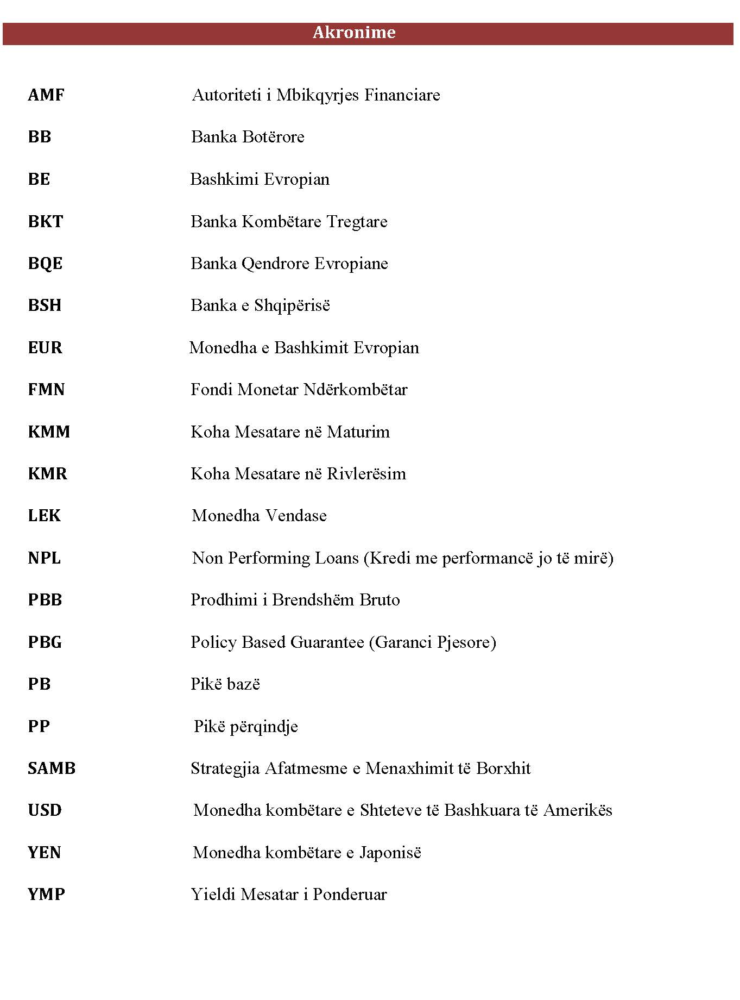 Akronime
AMF Autoriteti i Mbikqyrjes Financiare
BB Banka Botërore
BE Bashkimi Evropian
BKT Banka Kombëtare Tregtare
BQE Banka Qendrore Evropiane
BSH Banka e Shqipërisë
EUR Monedha e Bashkimit Evropian
FMN Fondi Monetar Ndërkombëtar
KMM Koha Mesatare në Maturim
KMR Koha Mesatare në Rivlerësim
LEK Monedha Vendase
NPL Non Performing Loans (Kredi me performancë jo të mirë)
PBB Prodhimi i Brendshëm Bruto
PBG Policy Based Guarantee (Garanci Pjesore)
PB Pikë bazë
PP Pikë përqindje
SAMB Strategjia Afatmesme e Menaxhimit të Borxhit
USD Monedha kombëtare e Shteteve të Bashkuara të Amerikës
YEN Monedha kombëtare e Japonisë
YMP Yieldi Mesatar i Ponderuar